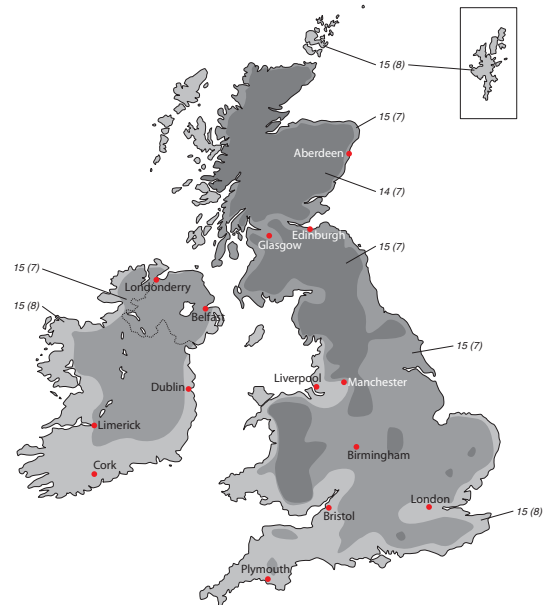 15 (8)
15 (7)
Aberdeen
14 (7)
Edinburgh
Glasgow
15 (7)
15 (7)
Londonderry
15 (8)
Belfast
15 (7)
Liverpool
Manchester
Dublin
Limerick
Birmingham
Cork
London
Bristol
15 (8)
Plymouth